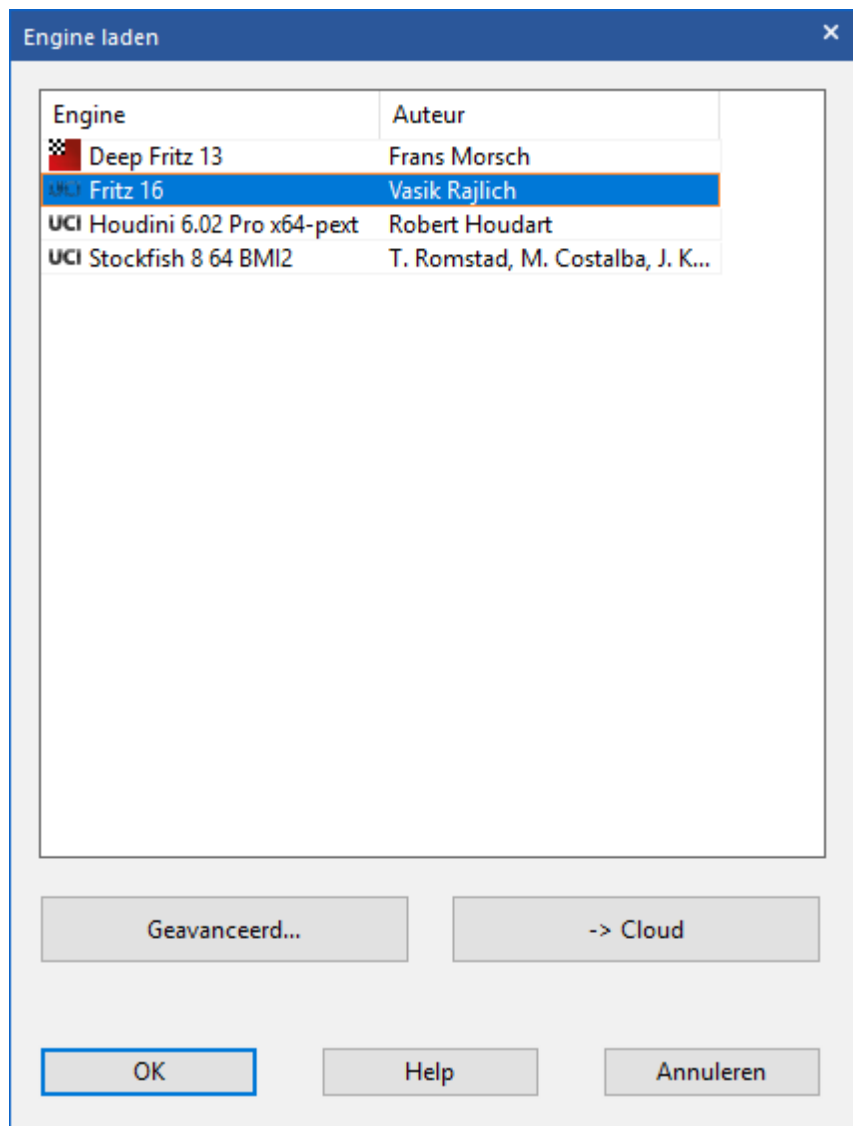 Engine laden
Engine Auteur
Deep Fritz 13 Frans Morsch
Fritz 16 Vasik Rajlich
UCI Houdini 6.02 Pro x64-pext Robert Houdart
UCI Stockfish 8 64 BMI2 T. Romstad, M. Costalba, J. K...
Geavanceerd... -> Cloud
OK Help Annuleren